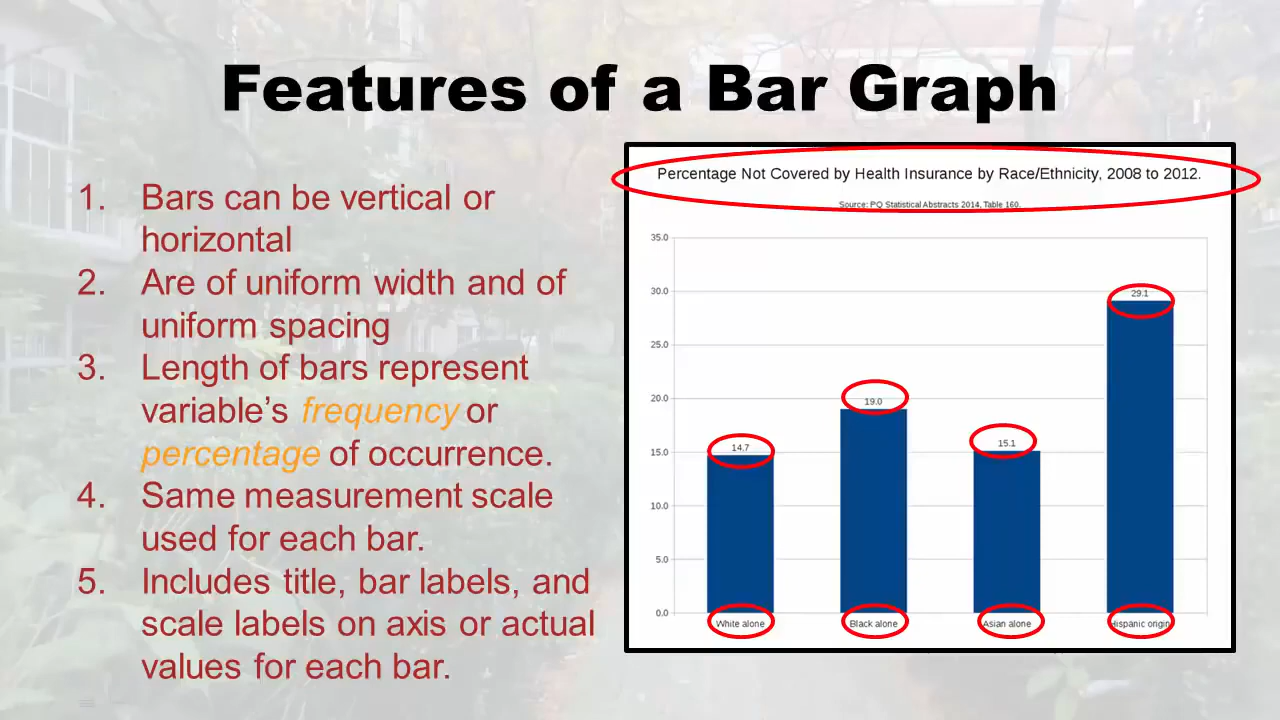 Features of a Bar Graph
1. Bars can be vertical or
horizontal
2. Are of uniform width and of
uniform spacing
3. Length of bars represent
variable’s frequency or
percentage of occurrence.
4. Same measurement scale
used for each bar.
5. Includes title, bar labels, and
scale labels on axis or actual
values for each bar.
Percentage Not Covered by Health Insurance by Race/Ethnicity, 2008 to 2012.
Source: PQ Statistical Abstracts 2014, Table 160.
35.0
30.0
25.0
20.0
15.0
10.0
5.0
0.0
14.7
19.0
15.1
29.1
White alone
Black alone
Asian alone
Hispanic origin